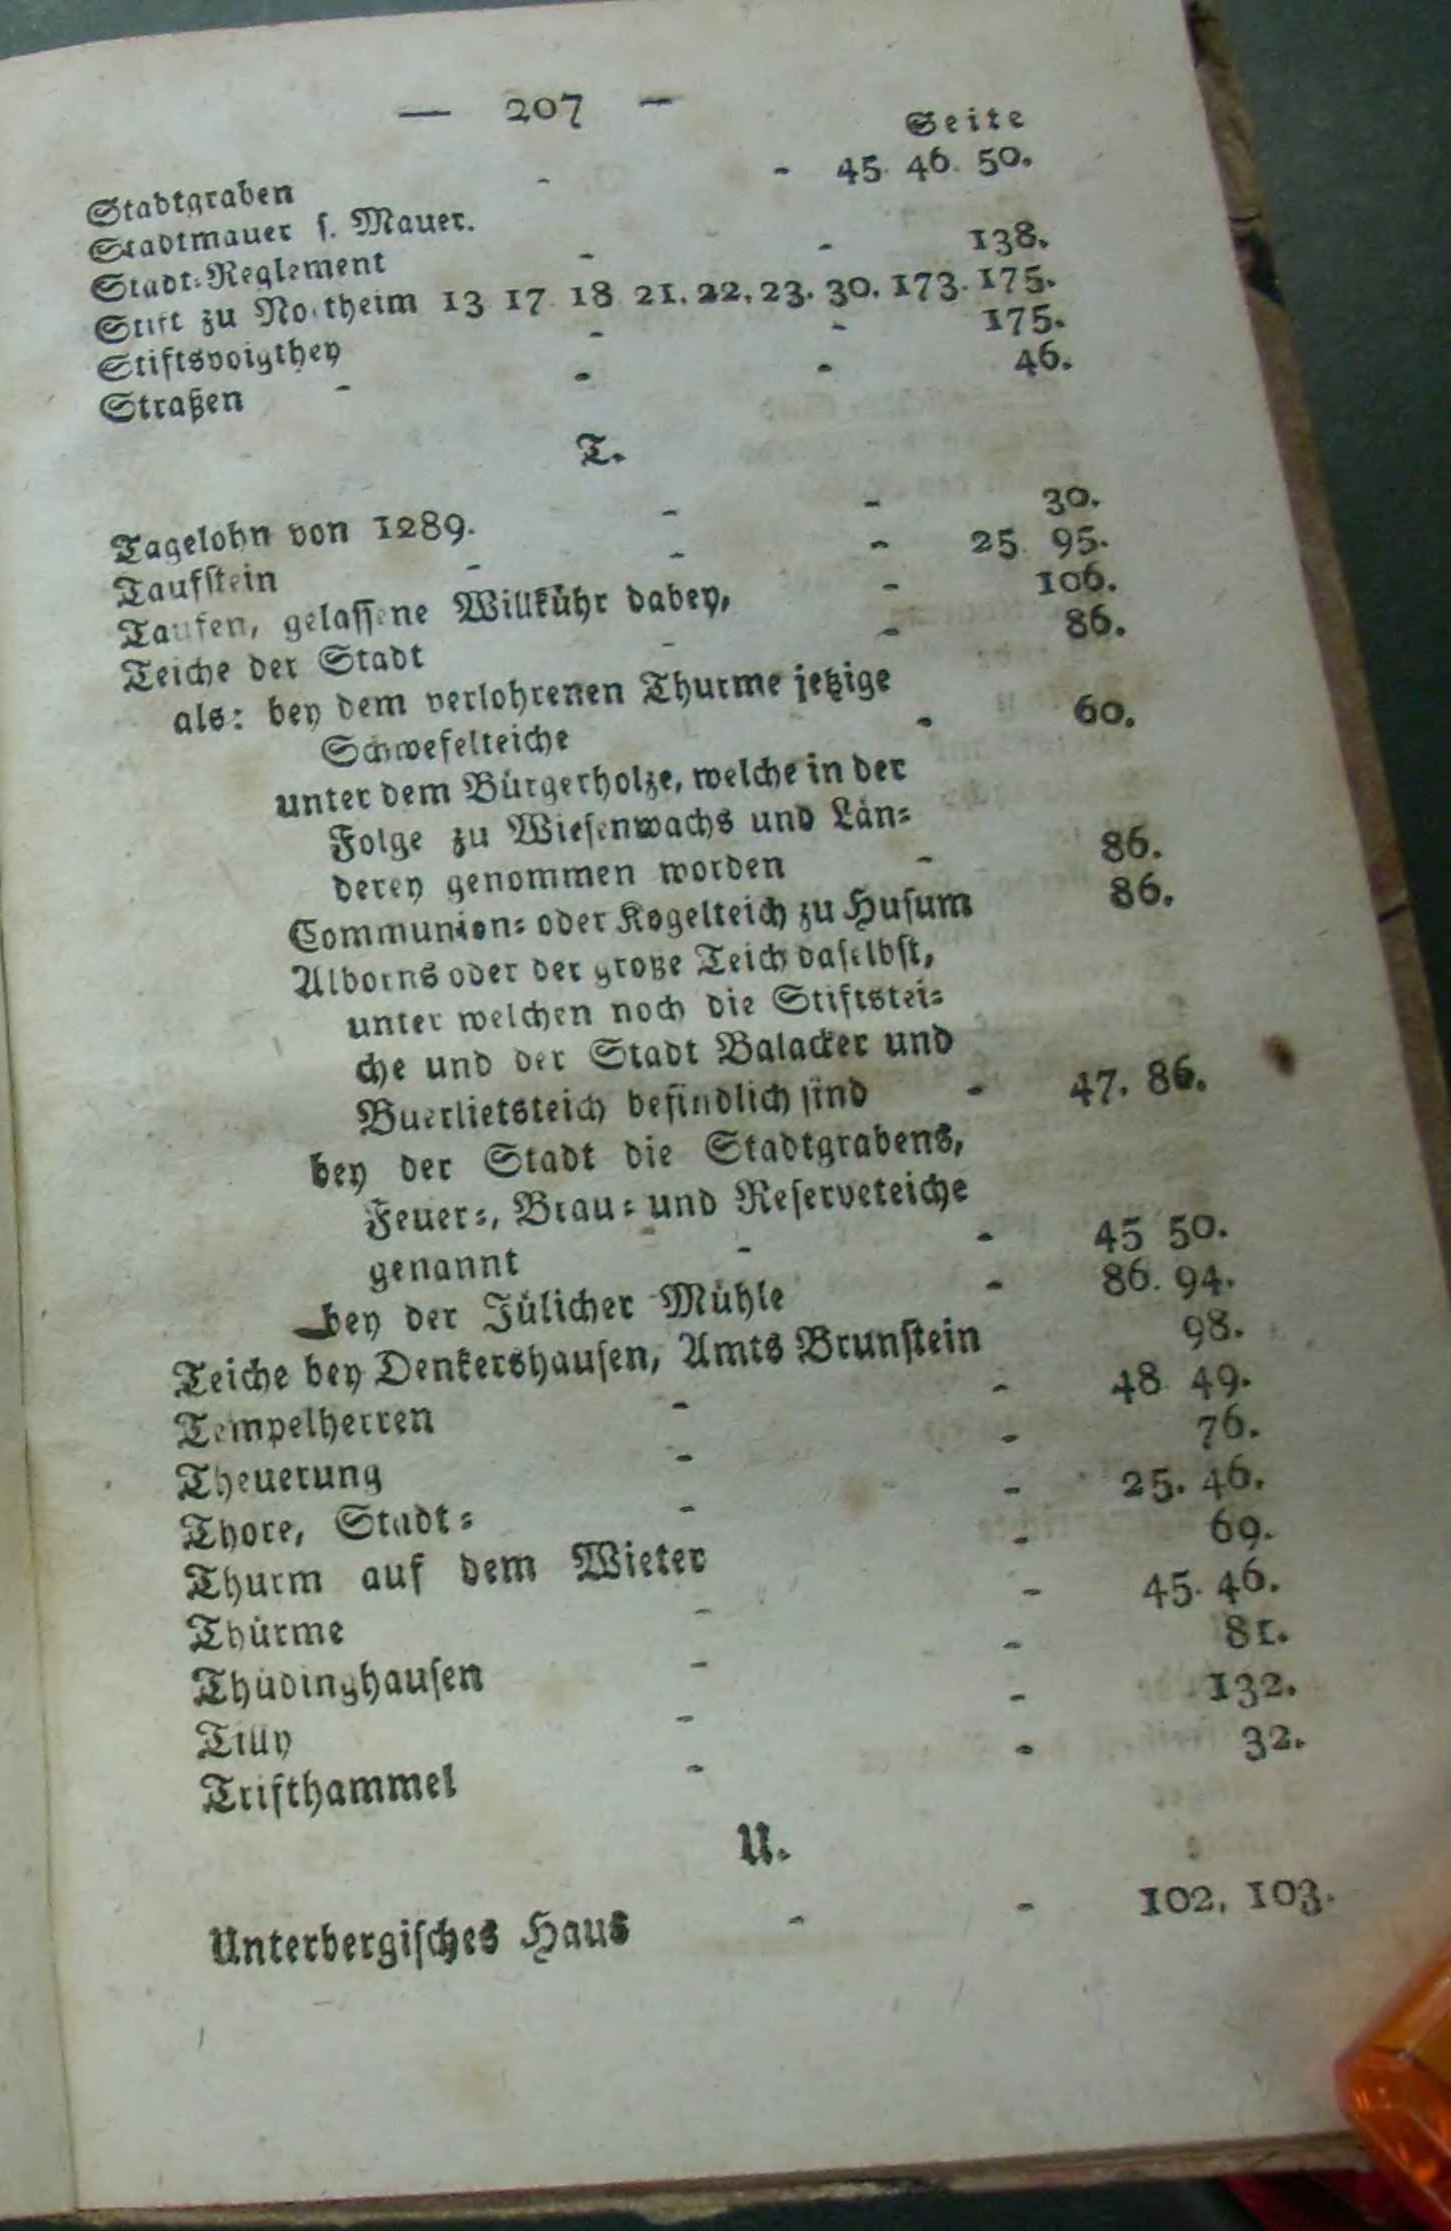 — 207 —
Seite
Stadtgraben - - 45. 46. 50.
Stadtmauer s. Mauer.
Stadt-Reglement - - 138.
Stift zu Northeim 13 17. 18 21. 22. 23. 30. 173. 175.
Stiftsvoigthey - - 175.
Straßen - - - 46.
T.
Tagelohn von 1289. - - 30.
Taufstein - - - 25. 95.
Taufen, gelassene Willkühr dabey, - 106.
Teiche der Stadt - - 86.
als: bey dem verlohrenen Thurme jetzige
Schwefelteiche - 60.
unter dem Bürgerholze, welche in der
Folge zu Wiesenwachs und Län-
derey genommen worden - 86.
Communion- oder Kogelteich zu Husum 86.
Alborns oder der große Teich daselbst,
unter welchen noch die Stiftstei-
che und der Stadt Balacker und
Buerlietsteich befindlich sind - 47. 86.
bey der Stadt die Stadtgrabens,
Feuer-, Brau- und Reserveteiche
genannt - - 45 50.
bey der Jülicher Mühle - 86. 94.
Teiche bey Denkershausen, Amts Brunstein 98.
Tempelherren - - 48 49.
Theuerung - - 76.
Thore, Stadt- - - 25. 46.
Thurm auf dem Wieter - 69.
Thürme - - 45. 46.
Thüdinghausen - - 81.
Tilly - - 132.
Trifthammel - - 32.
U.
Unterbergisches Haus - - 102. 103.